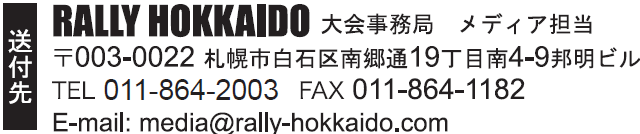 送付先
RALLY HOKKAIDO 大会事務局　メディア担当
〒003-0022 札幌市白石区南郷通19丁目南4-9邦明ビル
TEL 011-864-2003　FAX 011-864-1182
E-mail: media@rally-hokkaido.com